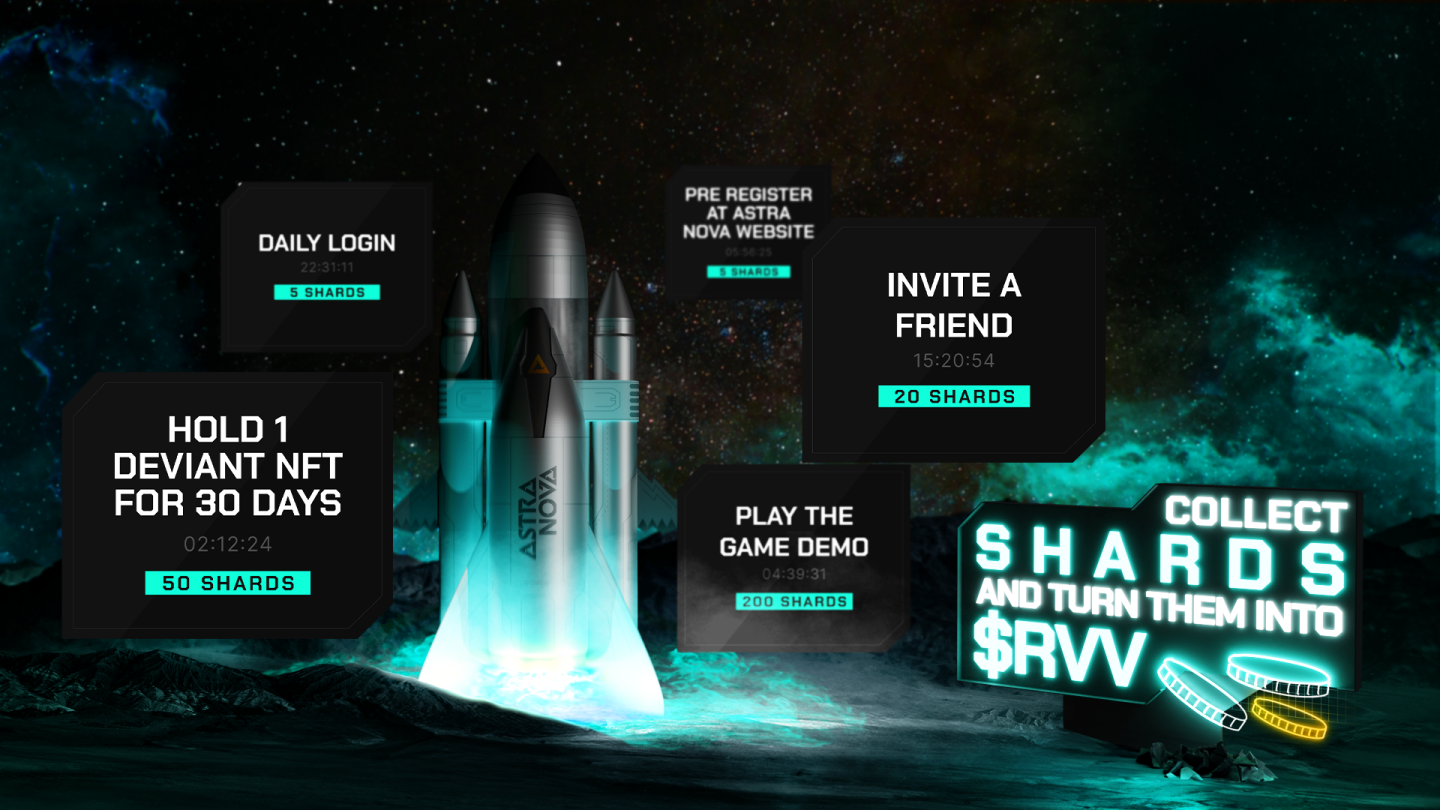 DAILY LOGIN
22:31:11
5 SHARDS
PRE REGISTER
AT ASTRA
NOVA WEBSITE
05:56:25
5 SHARDS
INVITE A
FRIEND
15:20:54
20 SHARDS
HOLD 1
DEVIANT NFT
FOR 30 DAYS
02:12:24
50 SHARDS
ASTRA
NOVA
PLAY THE
GAME DEMO
04:39:31
200 SHARDS
COLLECT
SHARDS
AND TURN THEM INTO
$RVV